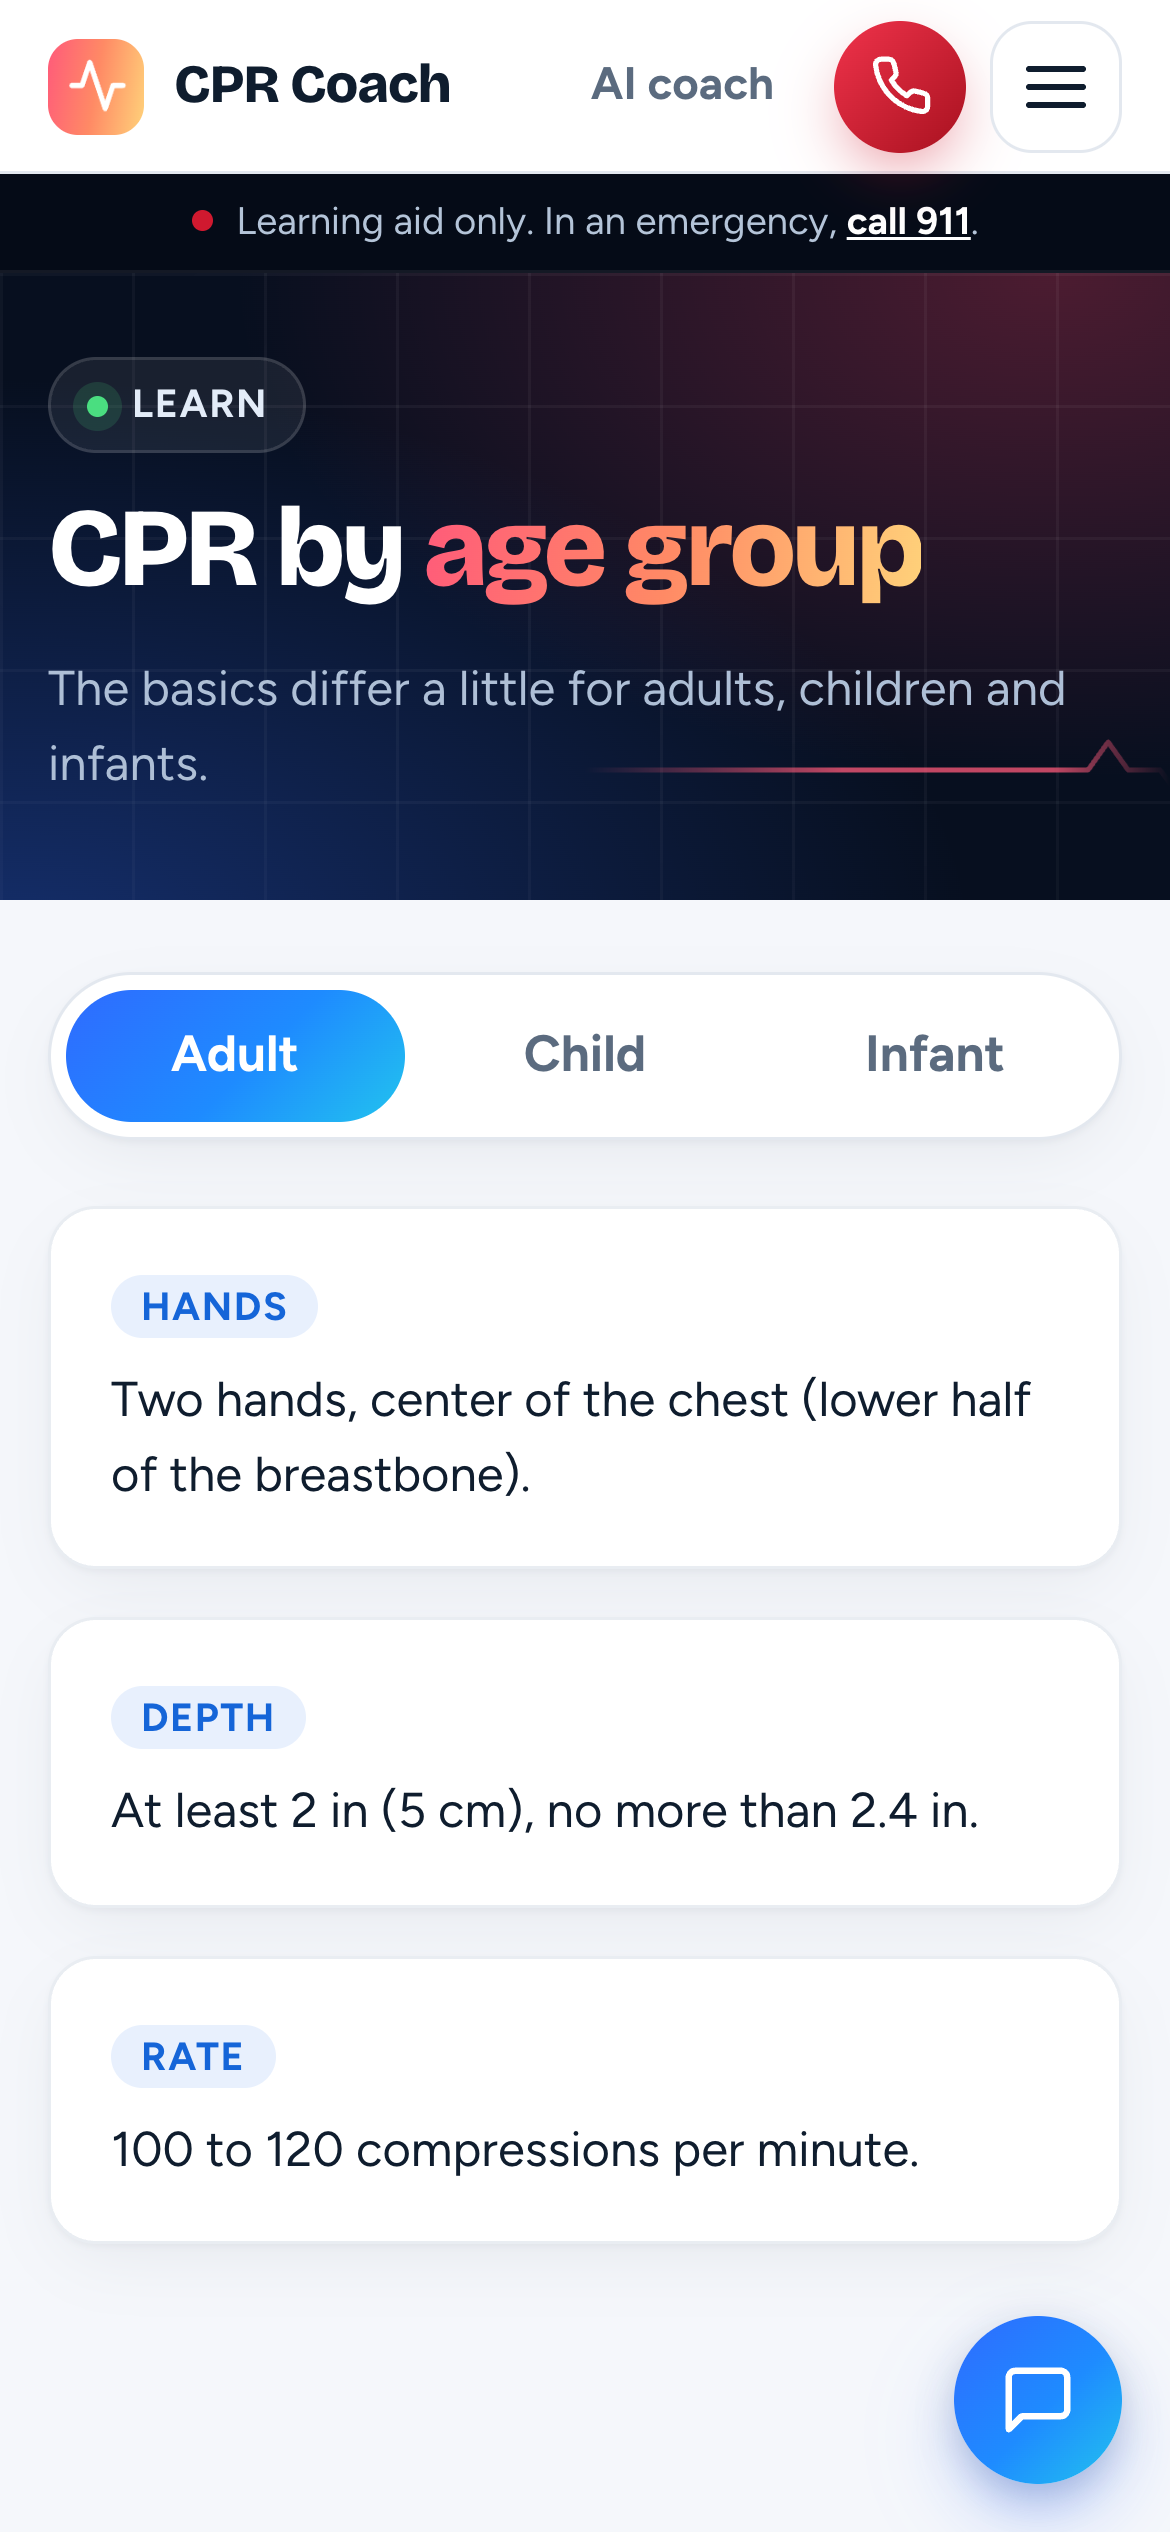 CPR Coach
AI coach
Learning aid only. In an emergency, call 911.
LEARN
CPR by age group
The basics differ a little for adults, children and
infants.
Adult
Child
Infant
HANDS
Two hands, center of the chest (lower half
of the breastbone).
DEPTH
At least 2 in (5 cm), no more than 2.4 in.
RATE
100 to 120 compressions per minute.